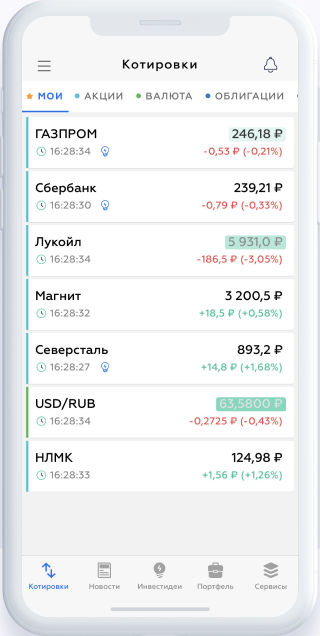 Котировки
МОИ АКЦИИ ВАЛЮТА ОБЛИГАЦИИ
ГАЗПРОМ 246,18 ₽
16:28:34 -0,53 ₽ (-0,21%)
Сбербанк 239,21 ₽
16:28:30 -0,79 ₽ (-0,33%)
Лукойл 5 931,0 ₽
16:28:34 -186,5 ₽ (-3,05%)
Магнит 3 200,5 ₽
16:28:32 +18,5 ₽ (+0,58%)
Северсталь 893,2 ₽
16:28:27 +14,8 ₽ (+1,68%)
USD/RUB 63,5800 ₽
16:28:34 -0,2725 ₽ (-0,43%)
НЛМК 124,98 ₽
16:28:33 +1,56 ₽ (+1,26%)
Котировки Новости Инвестидеи Портфель Сервисы